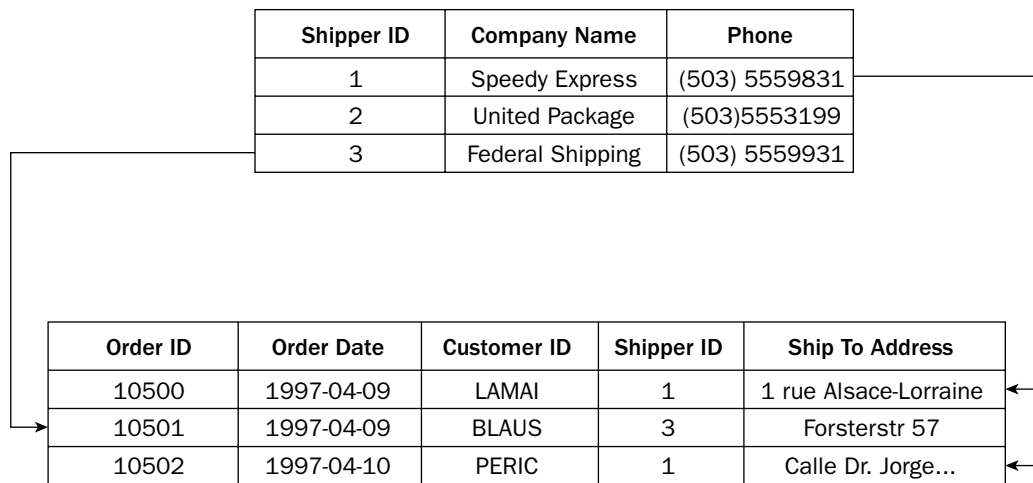 Shipper ID Company Name Phone
1 Speedy Express (503) 5559831
2 United Package (503)5553199
3 Federal Shipping (503) 5559931
Order ID Order Date Customer ID Shipper ID Ship To Address
10500 1997-04-09 LAMAI 1 1 rue Alsace-Lorraine
10501 1997-04-09 BLAUS 3 Forsterstr 57
10502 1997-04-10 PERIC 1 Calle Dr. Jorge...